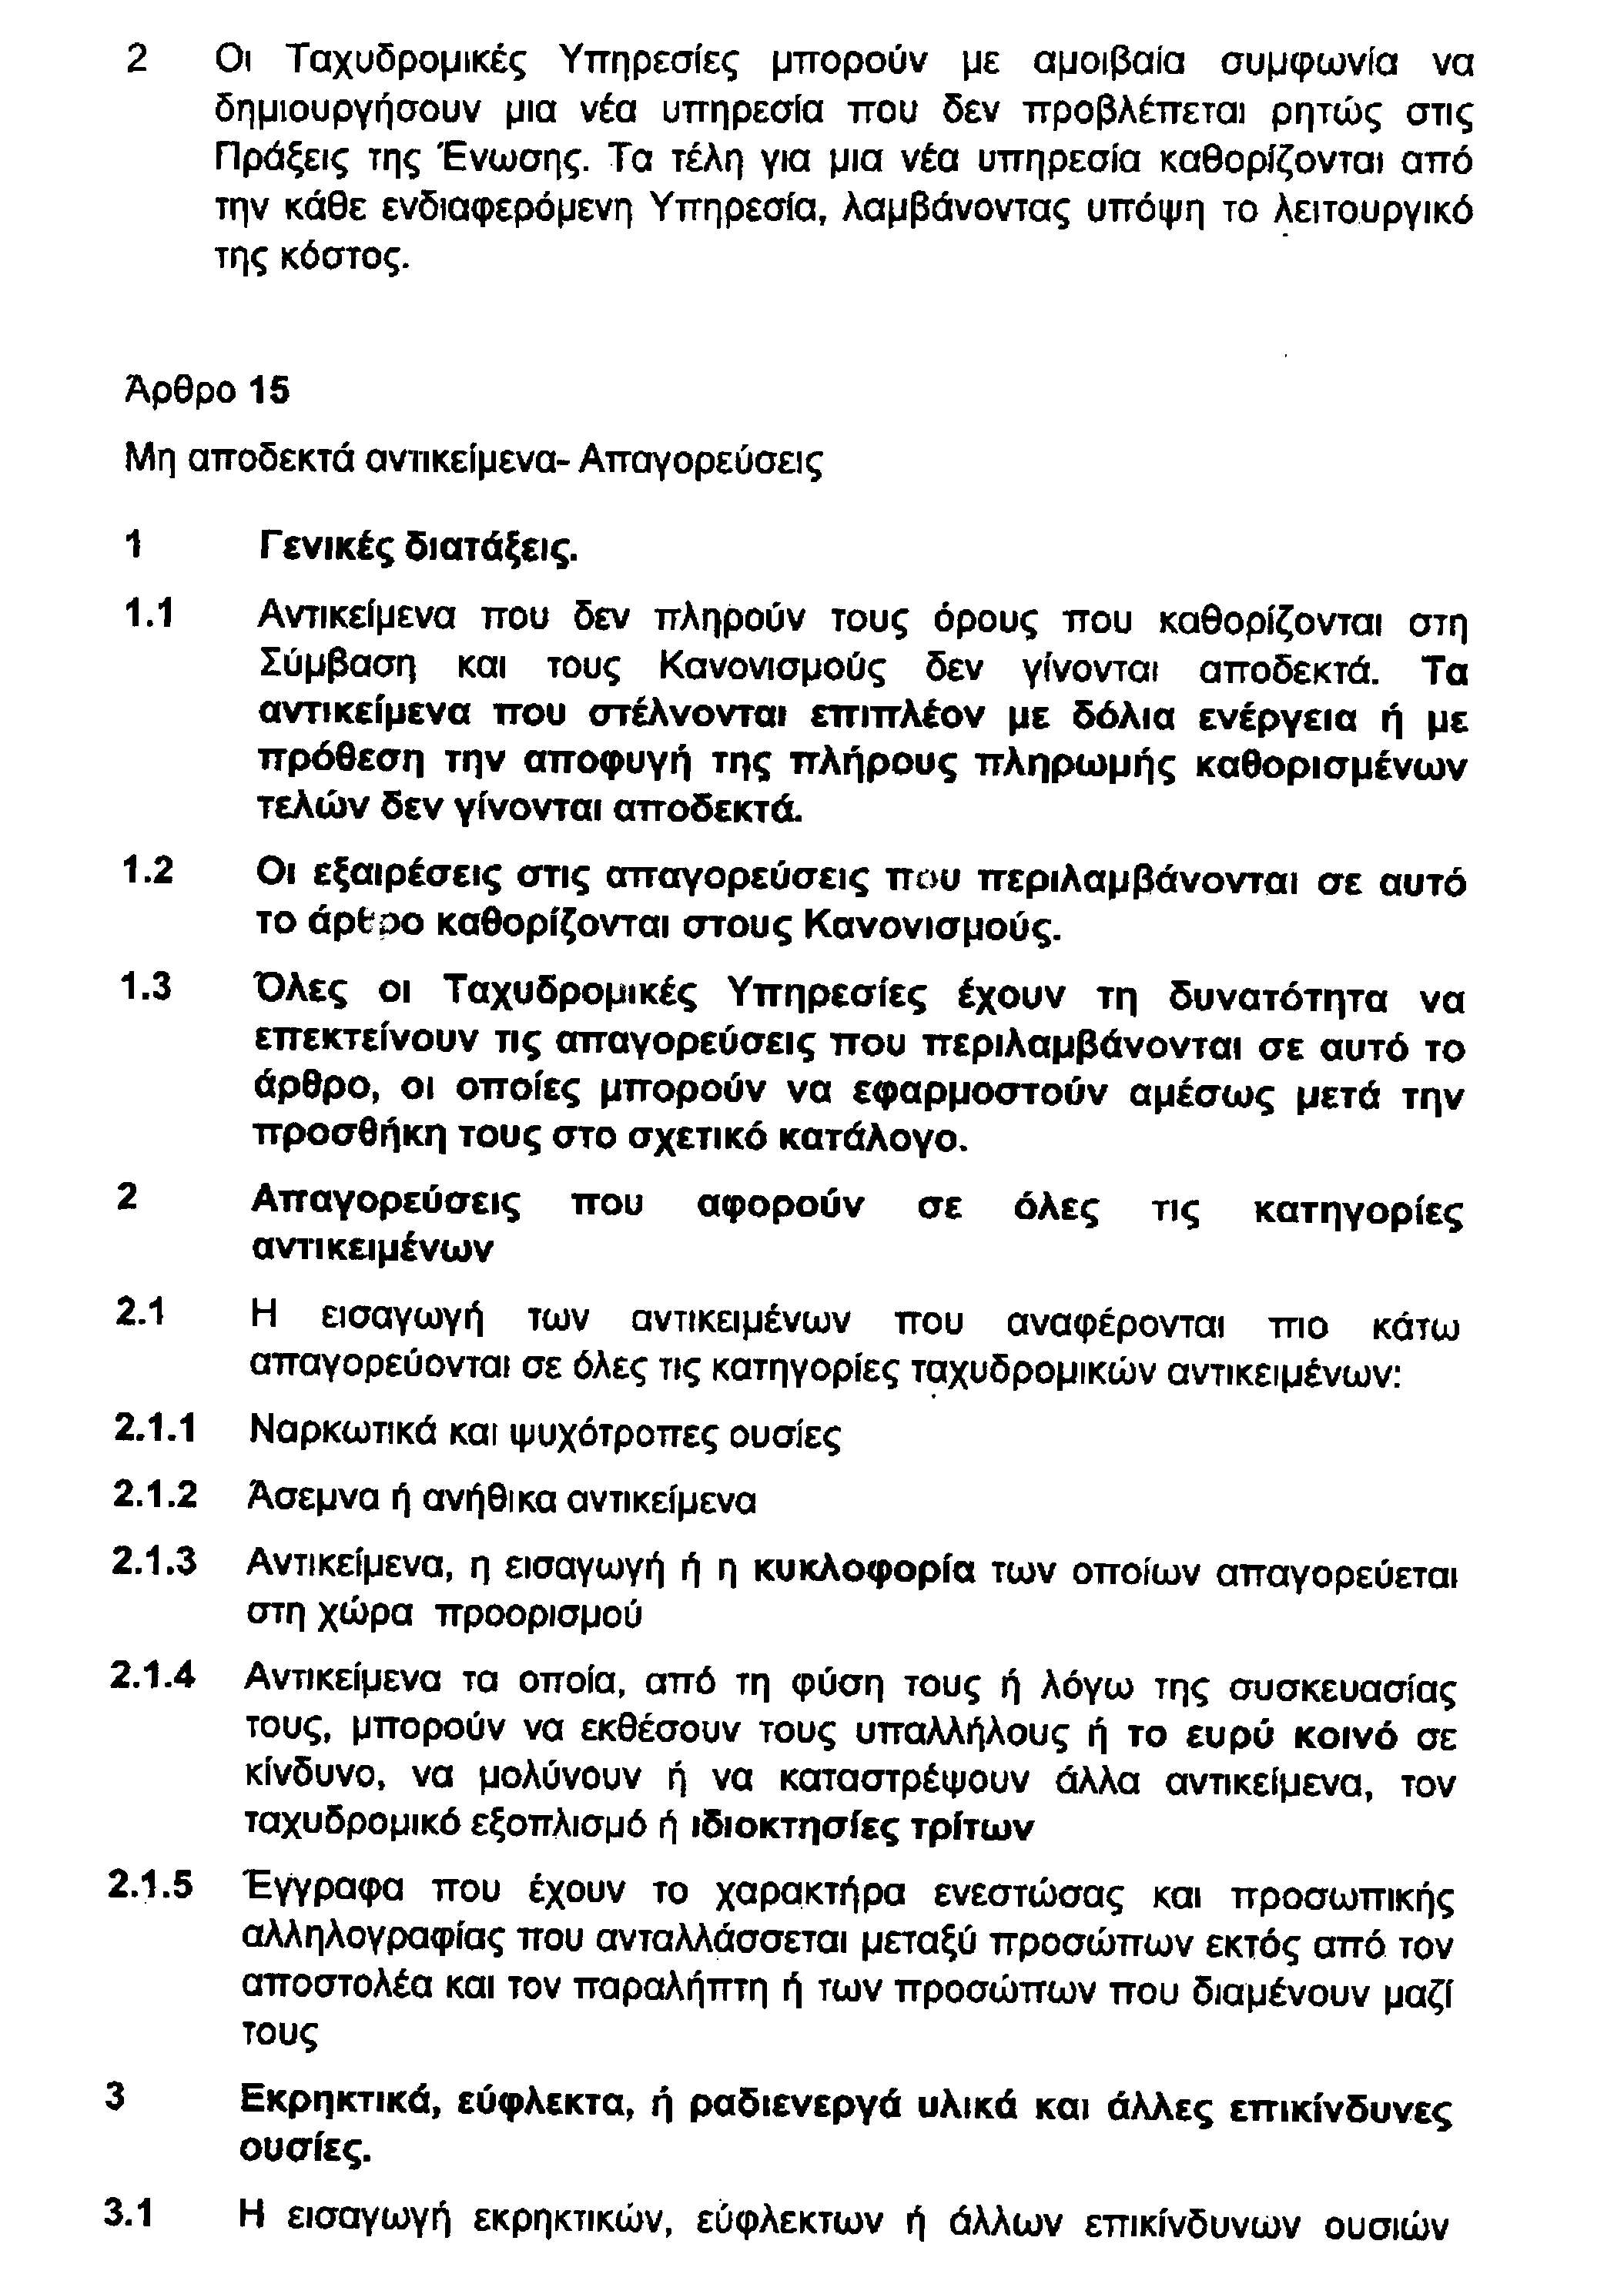 2 Οι Ταχυδρομικές Υπηρεσίες μπορούν με αμοιβαία συμφωνία να
δημιουργήσουν μια νέα υπηρεσία που δεν προβλέπεται ρητώς στις
Πράξεις της Ένωσης. Τα τέλη για μια νέα υπηρεσία καθορίζονται από
την κάθε ενδιαφερόμενη Υπηρεσία, λαμβάνοντας υπόψη το λειτουργικό
της κόστος.
Άρθρο 15
Μη αποδεκτά αντικείμενα- Απαγορεύσεις
1 Γενικές διατάξεις.
1.1 Αντικείμενα που δεν πληρούν τους όρους που καθορίζονται στη
Σύμβαση και τους Κανονισμούς δεν γίνονται αποδεκτά. Τα
αντικείμενα που στέλνονται επιπλέον με δόλια ενέργεια ή με
πρόθεση την αποφυγή της πλήρους πληρωμής καθορισμένων
τελών δεν γίνονται αποδεκτά.
1.2 Οι εξαιρέσεις στις απαγορεύσεις που περιλαμβάνονται σε αυτό
το άρθρο καθορίζονται στους Κανονισμούς.
1.3 Όλες οι Ταχυδρομικές Υπηρεσίες έχουν τη δυνατότητα να
επεκτείνουν τις απαγορεύσεις που περιλαμβάνονται σε αυτό το
άρθρο, οι οποίες μπορούν να εφαρμοστούν αμέσως μετά την
προσθήκη τους στο σχετικό κατάλογο.
2 Απαγορεύσεις που αφορούν σε όλες τις κατηγορίες
αντικειμένων
2.1 Η εισαγωγή των αντικειμένων που αναφέρονται πιο κάτω
απαγορεύονται σε όλες τις κατηγορίες ταχυδρομικών αντικειμένων:
2.1.1 Ναρκωτικά και ψυχότροπες ουσίες
2.1.2 Άσεμνα ή ανήθικα αντικείμενα
2.1.3 Αντικείμενα, η εισαγωγή ή η κυκλοφορία των οποίων απαγορεύεται
στη χώρα προορισμού
2.1.4 Αντικείμενα τα οποία, από τη φύση τους ή λόγω της συσκευασίας
τους, μπορούν να εκθέσουν τους υπαλλήλους ή το ευρύ κοινό σε
κίνδυνο, να μολύνουν ή να καταστρέψουν άλλα αντικείμενα, τον
ταχυδρομικό εξοπλισμό ή ιδιοκτησίες τρίτων
2.1.5 Έγγραφα που έχουν το χαρακτήρα ενεστώσας και προσωπικής
αλληλογραφίας που ανταλλάσσεται μεταξύ προσώπων εκτός από τον
αποστολέα και τον παραλήπτη ή των προσώπων που διαμένουν μαζί
τους
3 Εκρηκτικά, εύφλεκτα, ή ραδιενεργά υλικά και άλλες επικίνδυνες
ουσίες.
3.1 Η εισαγωγή εκρηκτικών, εύφλεκτων ή άλλων επικίνδυνων ουσιών